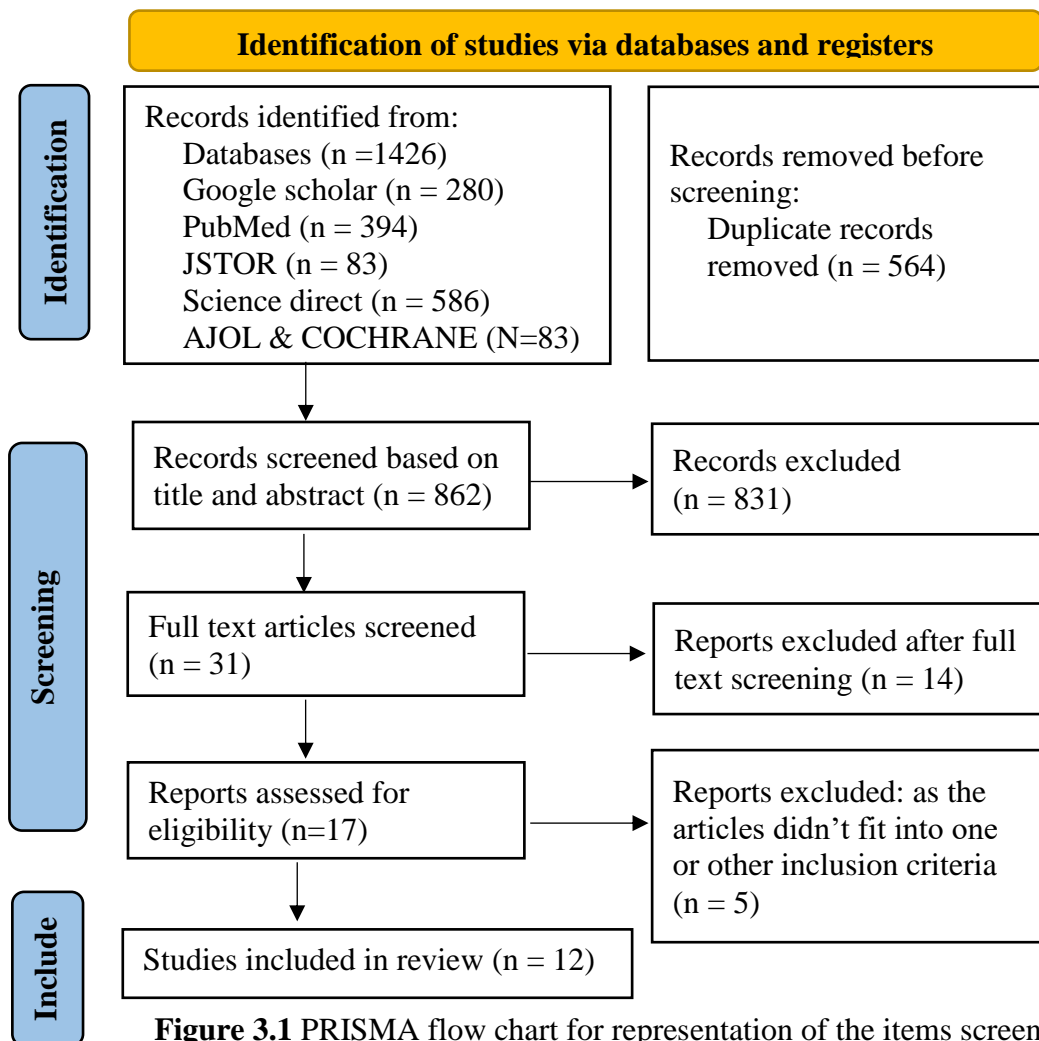 Identification of studies via databases and registers
Identification
Records identified from:
Databases (n =1426)
Google scholar (n = 280)
PubMed (n = 394)
JSTOR (n = 83)
Science direct (n = 586)
AJOL & COCHRANE (N=83)
Records removed before
screening:
Duplicate records
removed (n = 564)
Screening
Records screened based on
title and abstract (n = 862)
Records excluded
(n = 831)
Full text articles screened
(n = 31)
Reports excluded after full
text screening (n = 14)
Reports assessed for
eligibility (n=17)
Reports excluded: as the
articles didn’t fit into one
or other inclusion criteria
(n = 5)
Include
Studies included in review (n = 12)
Figure 3.1 PRISMA flow chart for representation of the items screen